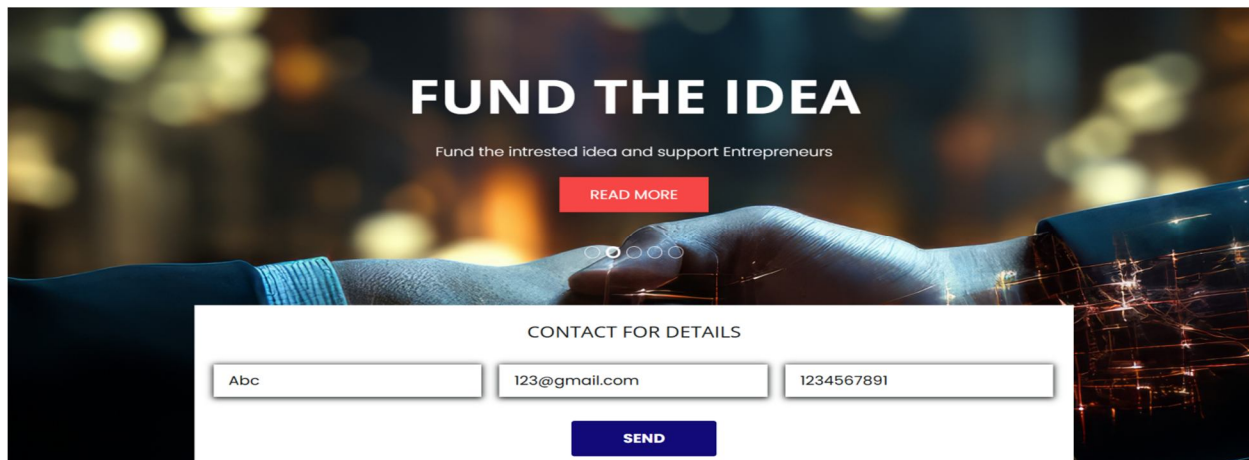 FUND THE IDEA
Fund the intrested idea and support Entrepreneurs
READ MORE
CONTACT FOR DETAILS
Abc
123@gmail.com
1234567891
SEND